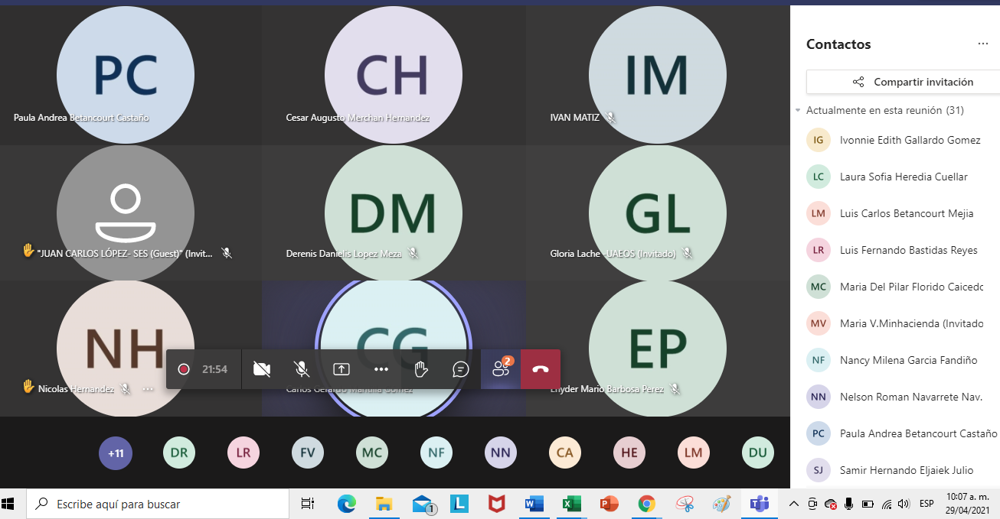 PC
CH
IM
Paula Andrea Betancourt Castaño
Cesar Augusto Merchan Hernandez
IVAN MATIZ
DM
GL
"JUAN CARLOS LÓPEZ- SES (Guest)" (Invit...
Derenis Danielis Lopez Meza
Gloria Lache -UAEOS (Invitado)
NH
CG
EP
21:54
2
Nicolas Hernandez
Carlos Gerardo Mantilla Gomez
Enyder Mario Barbosa Perez
+11
DR
LR
FV
MC
NF
NN
CA
HE
LM
DU
Contactos
Compartir invitación
Actualmente en esta reunión (31)
IG Ivonnie Edith Gallardo Gomez
LC Laura Sofia Heredia Cuellar
LM Luis Carlos Betancourt Mejia
LR Luis Fernando Bastidas Reyes
MC Maria Del Pilar Florido Caicedo
MV Maria V.Minhacienda (Invitado
NF Nancy Milena Garcia Fandiño
NN Nelson Roman Navarrete Nav.
PC Paula Andrea Betancourt Castaño
SJ Samir Hernando Eljaiek Julio
Escribe aquí para buscar
1
L
W
X
P
T
ESP
10:07 a. m.
29/04/2021